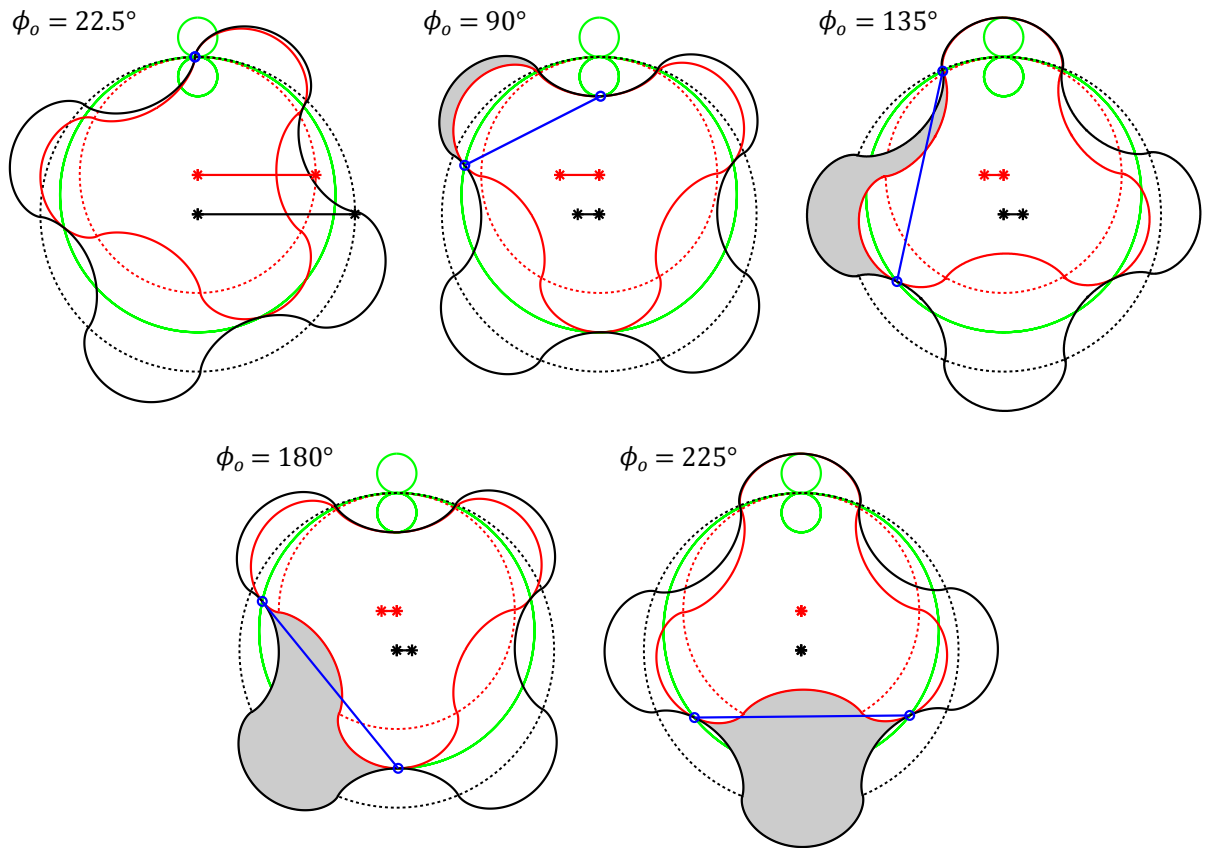 ϕₒ = 22.5°
ϕₒ = 90°
ϕₒ = 135°
ϕₒ = 180°
ϕₒ = 225°